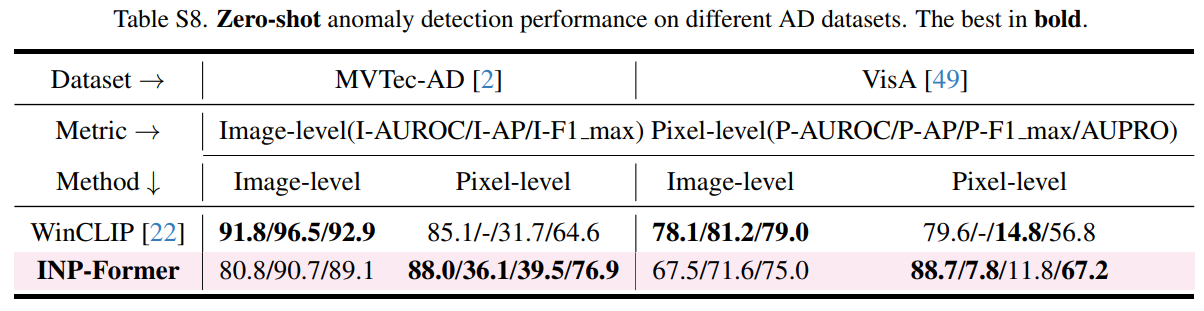 Table S8. Zero-shot anomaly detection performance on different AD datasets. The best in bold.
Dataset → MVTec-AD [2] VisA [49]
Metric → Image-level(I-AUROC/I-AP/I-F1_max) Pixel-level(P-AUROC/P-AP/P-F1_max/AUPRO)
Method ↓ Image-level Pixel-level Image-level Pixel-level
WinCLIP [22] 91.8/96.5/92.9 85.1/-/31.7/64.6 78.1/81.2/79.0 79.6/-/14.8/56.8
INP-Former 80.8/90.7/89.1 88.0/36.1/39.5/76.9 67.5/71.6/75.0 88.7/7.8/11.8/67.2